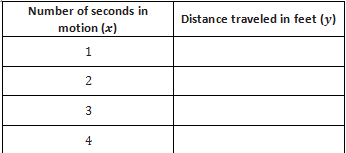 Number of seconds in
motion (x)
Distance traveled in feet (y)
1
2
3
4